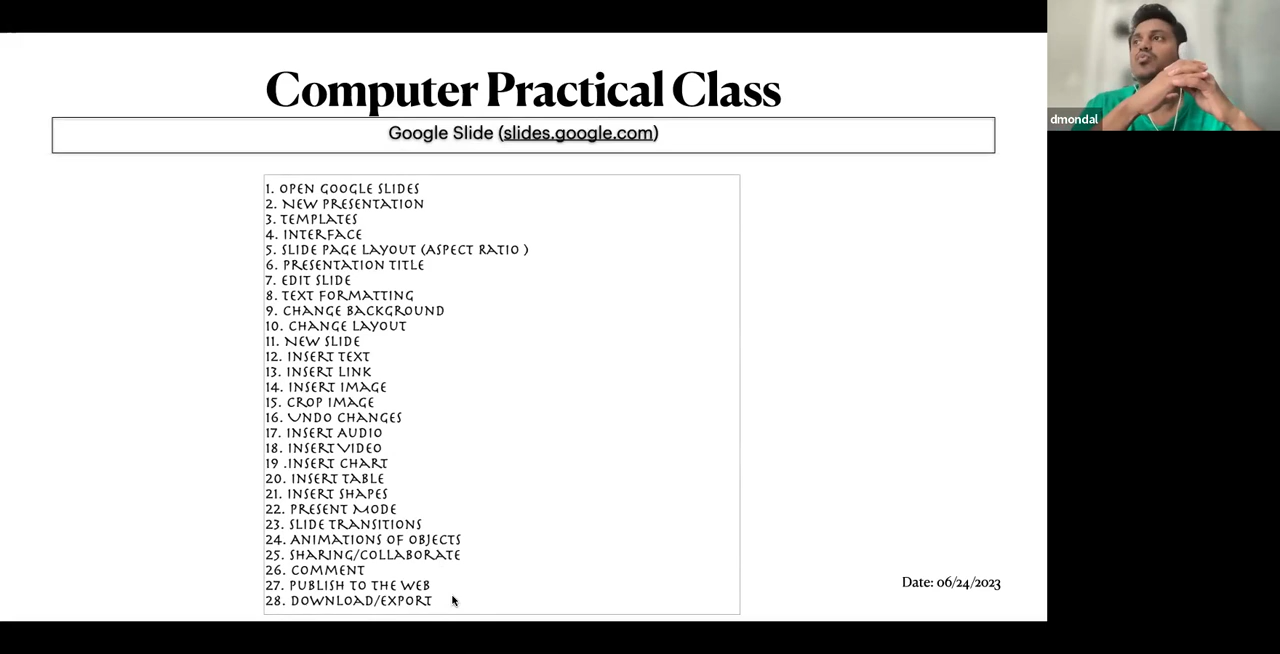 Computer Practical Class
Google Slide (slides.google.com)
1. OPEN GOOGLE SLIDES
2. NEW PRESENTATION
3. TEMPLATES
4. INTERFACE
5. SLIDE PAGE LAYOUT (ASPECT RATIO )
6. PRESENTATION TITLE
7. EDIT SLIDE
8. TEXT FORMATTING
9. CHANGE BACKGROUND
10. CHANGE LAYOUT
11. NEW SLIDE
12. INSERT TEXT
13. INSERT LINK
14. INSERT IMAGE
15. CROP IMAGE
16. UNDO CHANGES
17. INSERT AUDIO
18. INSERT VIDEO
19 .INSERT CHART
20. INSERT TABLE
21. INSERT SHAPES
22. PRESENT MODE
23. SLIDE TRANSITIONS
24. ANIMATIONS OF OBJECTS
25. SHARING/COLLABORATE
26. COMMENT
27. PUBLISH TO THE WEB
28. DOWNLOAD/EXPORT
Date: 06/24/2023
dmondal